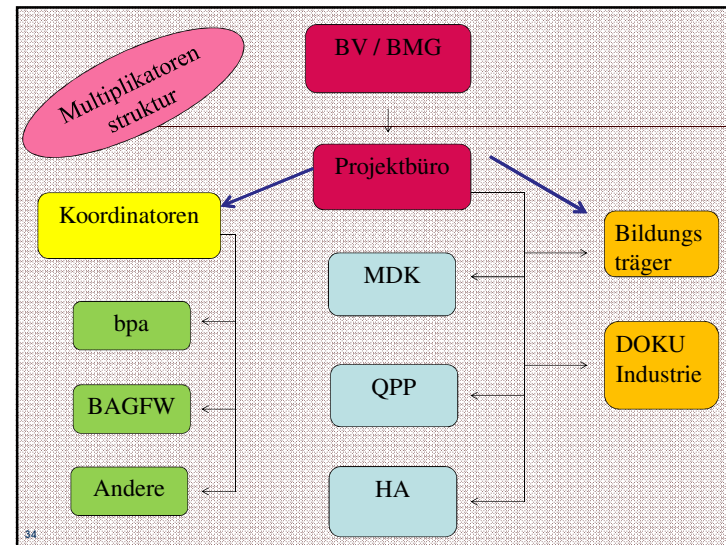 Multiplikatoren
struktur
BV / BMG
Projektbüro
Koordinatoren
bpa
BAGFW
Andere
MDK
QPP
HA
Bildungs
träger
DOKU
Industrie
34